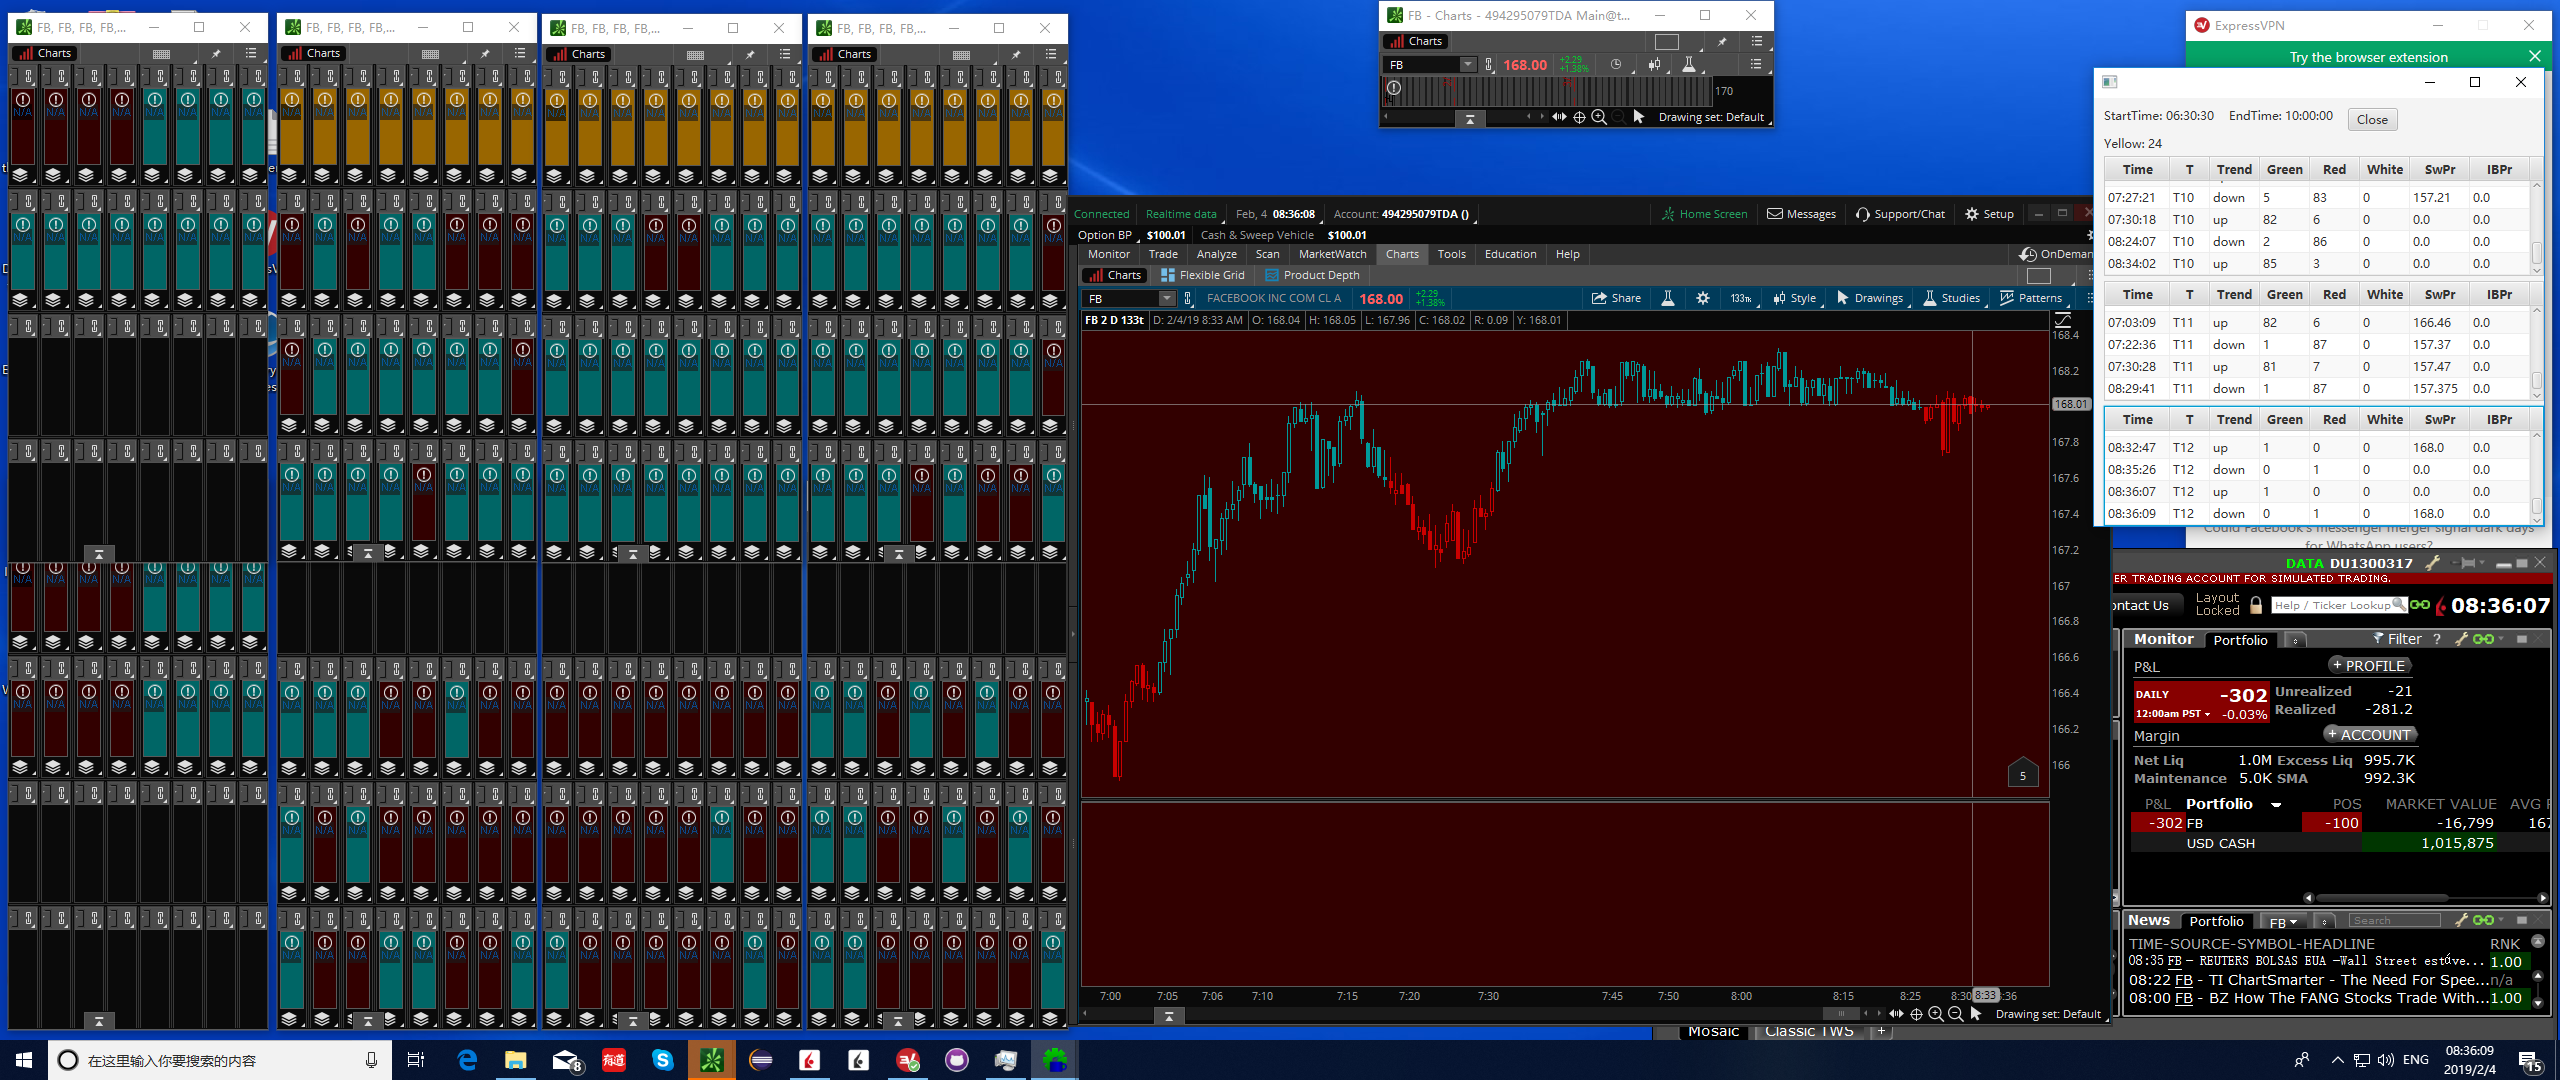 FB, FB, FB, FB,...
FB, FB, FB, FB,...
FB, FB, FB, FB,...
FB, FB, FB, FB,...
Charts
Charts
Charts
Charts
FB - Charts - 494295079TDA Main@t...
Charts
FB 168.00 +2.29 +1.38%
170
Drawing set: Default
ExpressVPN
Try the browser extension
StartTime: 06:30:30 EndTime: 10:00:00 Close
Yellow: 24
Time T Trend Green Red White SwPr IBPr
07:27:21 T10 down 5 83 0 157.21 0.0
07:30:18 T10 up 82 6 0 0.0 0.0
08:24:07 T10 down 2 86 0 0.0 0.0
08:34:02 T10 up 85 3 0 0.0 0.0
Time T Trend Green Red White SwPr IBPr
07:03:09 T11 up 82 6 0 166.46 0.0
07:22:36 T11 down 1 87 0 157.37 0.0
07:30:28 T11 up 81 7 0 157.47 0.0
08:29:41 T11 down 1 87 0 157.375 0.0
Time T Trend Green Red White SwPr IBPr
08:32:47 T12 up 1 0 0 168.0 0.0
08:35:26 T12 down 0 1 0 0.0 0.0
08:36:07 T12 up 1 0 0 0.0 0.0
08:36:09 T12 down 0 1 0 168.0 0.0
Could Facebook's messenger merger signal dark days
for WhatsApp users?
Connected Realtime data Feb, 4 08:36:08 Account: 494295079TDA () Home Screen Messages Support/Chat Setup
Option BP $100.01 Cash & Sweep Vehicle $100.01
Monitor Trade Analyze Scan MarketWatch Charts Tools Education Help OnDeman
Charts Flexible Grid Product Depth
FB FACEBOOK INC COM CL A 168.00 +2.29 +1.38% Share 133tk Style Drawings Studies Patterns
FB 2 D 133t D: 2/4/19 8:33 AM O: 168.04 H: 168.05 L: 167.96 C: 168.02 R: 0.09 Y: 168.01
168.4
168.2
168.01
167.8
167.6
167.4
167.2
167
166.8
166.6
166.4
166.2
166
5
7:00 7:05 7:06 7:10 7:15 7:20 7:30 7:45 7:50 8:00 8:15 8:25 8:30 8:33 :36
Drawing set: Default
DATA DU1300317
ER TRADING ACCOUNT FOR SIMULATED TRADING.
ontact Us Layout Locked Help / Ticker Lookup 08:36:07
Monitor Portfolio Filter ?
P&L + PROFILE
DAILY -302 Unrealized -21
12:00am PST -0.03% Realized -281.2
Margin + ACCOUNT
Net Liq 1.0M Excess Liq 995.7K
Maintenance 5.0K SMA 992.3K
P&L Portfolio POS MARKET VALUE AVG
-302 FB -100 -16,799 167
USD CASH 1,015,875
News Portfolio FB Search
TIME-SOURCE-SYMBOL-HEADLINE RNK
08:35 FB - REUTERS BOLSAS EUA -Wall Street estáve... 1.00
08:22 FB - TI ChartSmarter - The Need For Spee... n/a
08:00 FB - BZ How The FANG Stocks Trade With... 1.00
Mosaic Classic TWS +
在这里输入你要搜索的内容
8
有道
ENG
08:36:09
2019/2/4
15